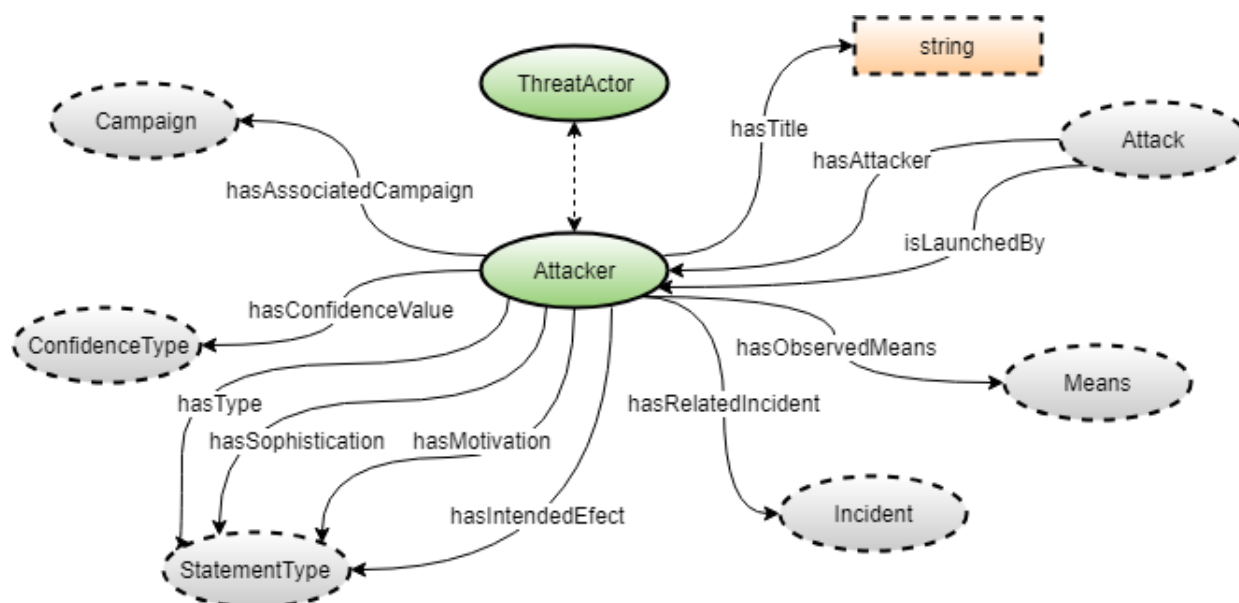 string
ThreatActor
Campaign
hasTitle
Attack
hasAttacker
hasAssociatedCampaign
isLaunchedBy
Attacker
hasConfidenceValue
ConfidenceType
hasObservedMeans
Means
hasType
hasRelatedIncident
hasSophistication
hasMotivation
hasIntendedEfect
Incident
StatementType